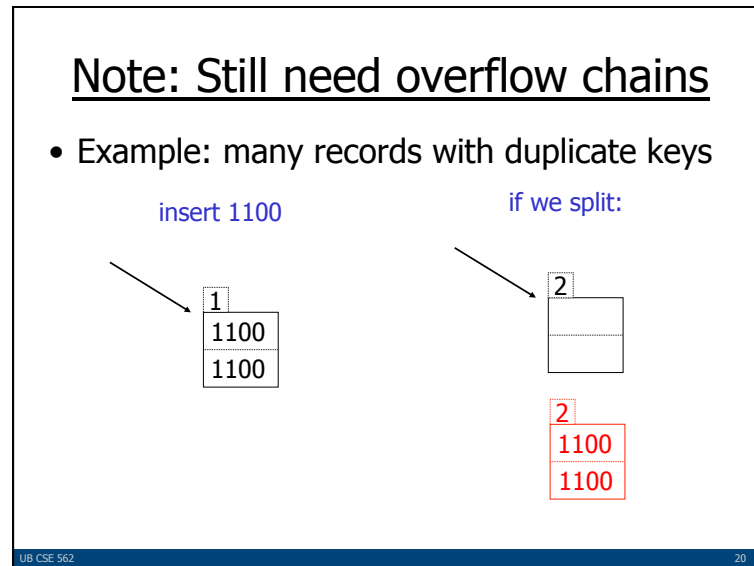 Note: Still need overflow chains
• Example: many records with duplicate keys
insert 1100
1
1100
1100
if we split:
2
2
1100
1100
UB CSE 562
20